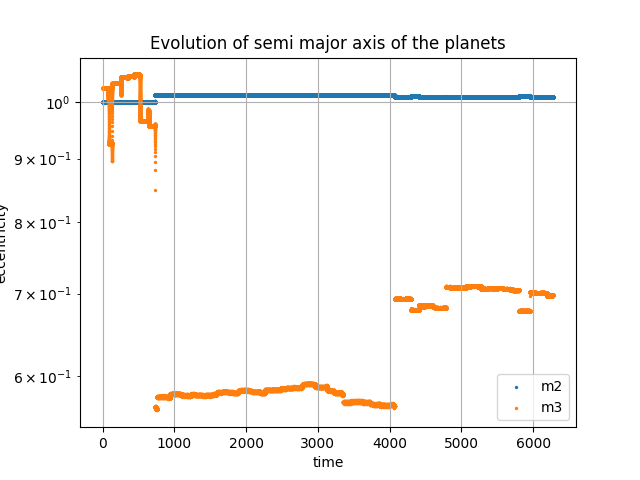 Evolution of semi major axis of the planets
10⁰
9 × 10⁻¹
8 × 10⁻¹
7 × 10⁻¹
6 × 10⁻¹
eccentricity
m2
m3
0 1000 2000 3000 4000 5000 6000
time